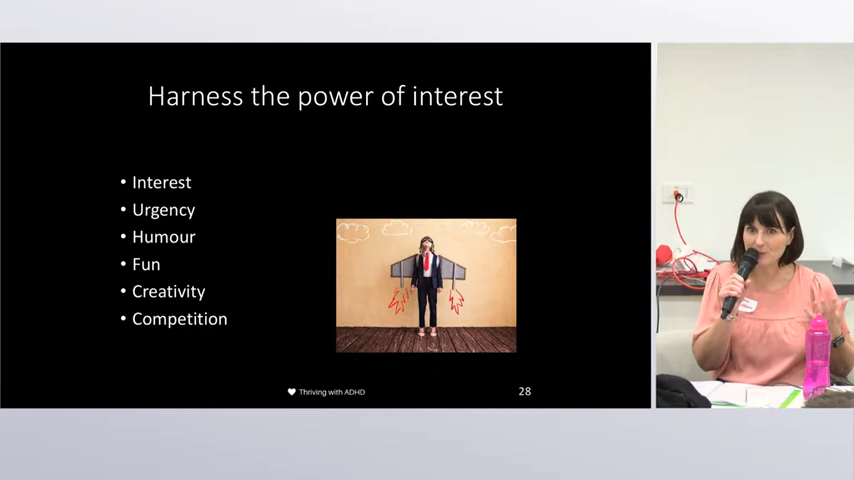 Harness the power of interest
• Interest
• Urgency
• Humour
• Fun
• Creativity
• Competition
Thriving with ADHD
28